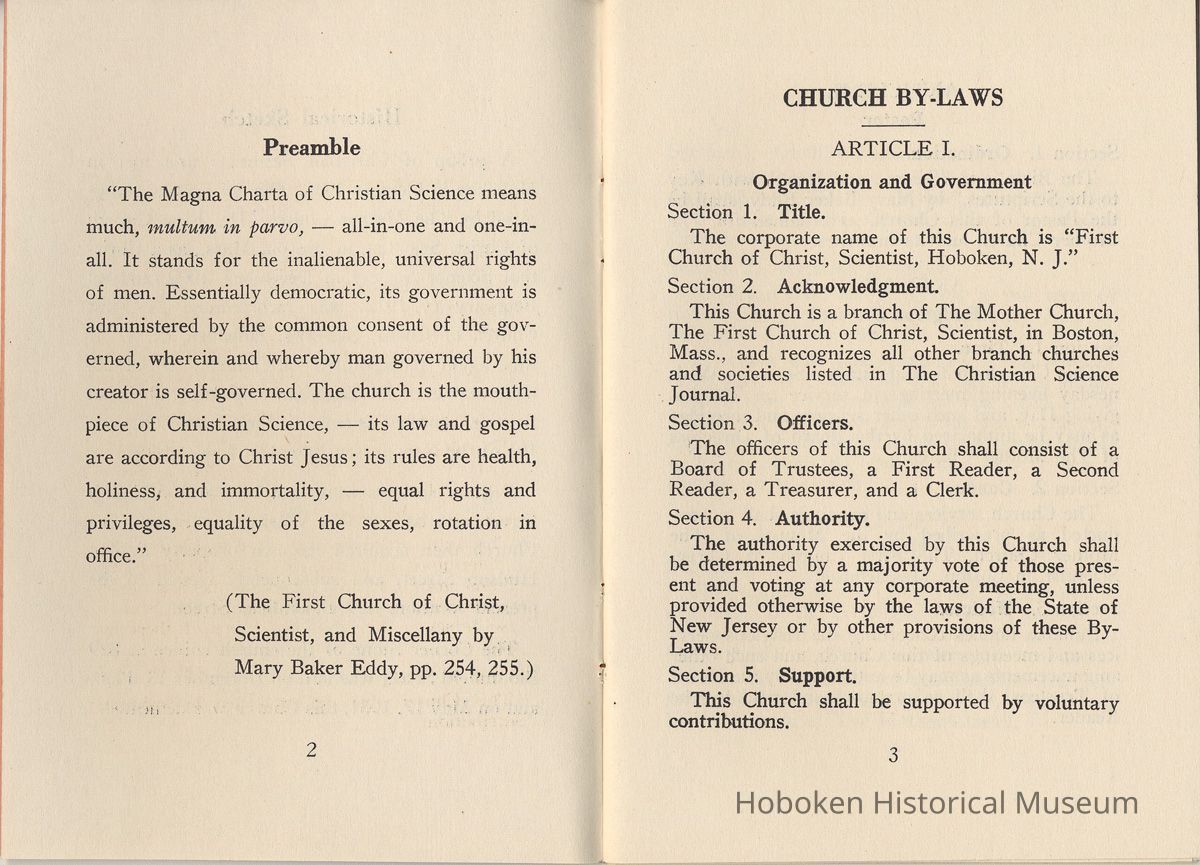 Preamble
“The Magna Charta of Christian Science means
much, multum in parvo, — all-in-one and one-in-
all. It stands for the inalienable, universal rights
of men. Essentially democratic, its government is
administered by the common consent of the gov-
erned, wherein and whereby man governed by his
creator is self-governed. The church is the mouth-
piece of Christian Science, — its law and gospel
are according to Christ Jesus; its rules are health,
holiness, and immortality, — equal rights and
privileges, equality of the sexes, rotation in
office.”
(The First Church of Christ,
Scientist, and Miscellany by
Mary Baker Eddy, pp. 254, 255.)
2
CHURCH BY-LAWS
ARTICLE I.
Organization and Government
Section 1. Title.
The corporate name of this Church is “First
Church of Christ, Scientist, Hoboken, N. J.”
Section 2. Acknowledgment.
This Church is a branch of The Mother Church,
The First Church of Christ, Scientist, in Boston,
Mass., and recognizes all other branch churches
and societies listed in The Christian Science
Journal.
Section 3. Officers.
The officers of this Church shall consist of a
Board of Trustees, a First Reader, a Second
Reader, a Treasurer, and a Clerk.
Section 4. Authority.
The authority exercised by this Church shall
be determined by a majority vote of those pres-
ent and voting at any corporate meeting, unless
provided otherwise by the laws of the State of
New Jersey or by other provisions of these By-
Laws.
Section 5. Support.
This Church shall be supported by voluntary
contributions.
3
Hoboken Historical Museum